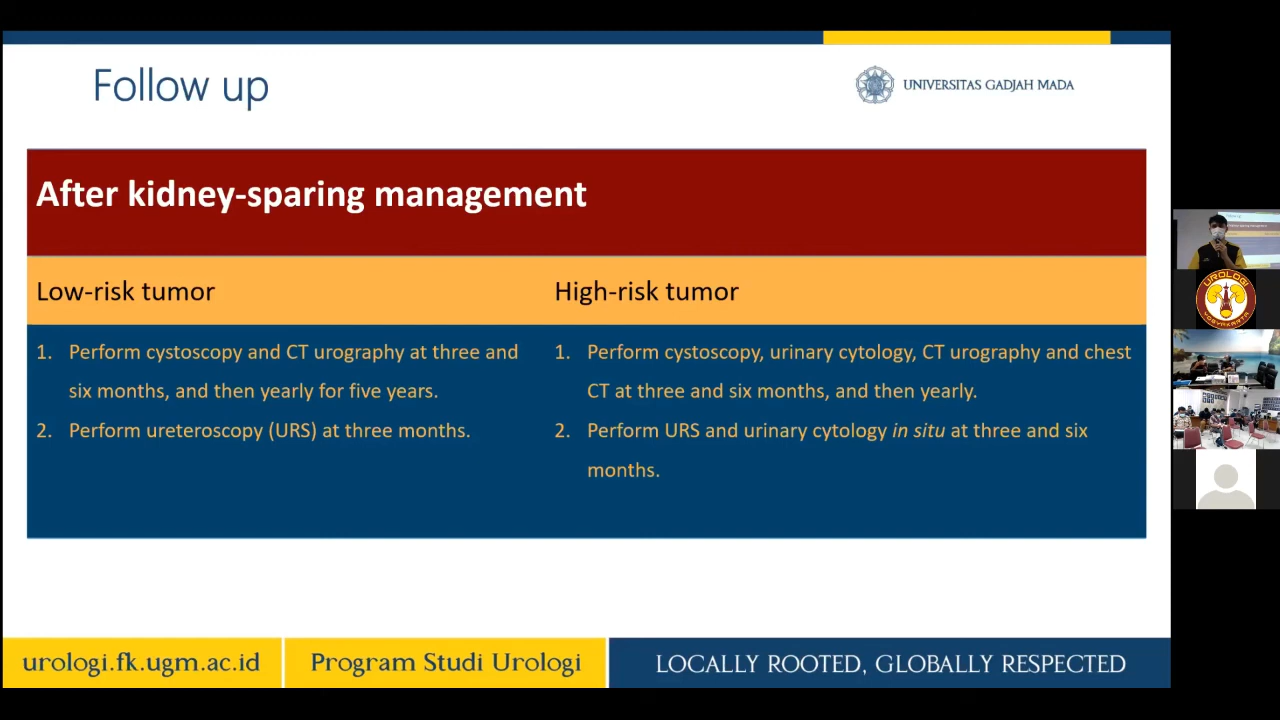 Follow up
UNIVERSITAS GADJAH MADA
After kidney-sparing management
Low-risk tumor
1. Perform cystoscopy and CT urography at three and
six months, and then yearly for five years.
2. Perform ureteroscopy (URS) at three months.
High-risk tumor
1. Perform cystoscopy, urinary cytology, CT urography and chest
CT at three and six months, and then yearly.
2. Perform URS and urinary cytology in situ at three and six
months.
urologi.fk.ugm.ac.id
Program Studi Urologi
LOCALLY ROOTED, GLOBALLY RESPECTED
UROLOGI
YOGYAKARTA